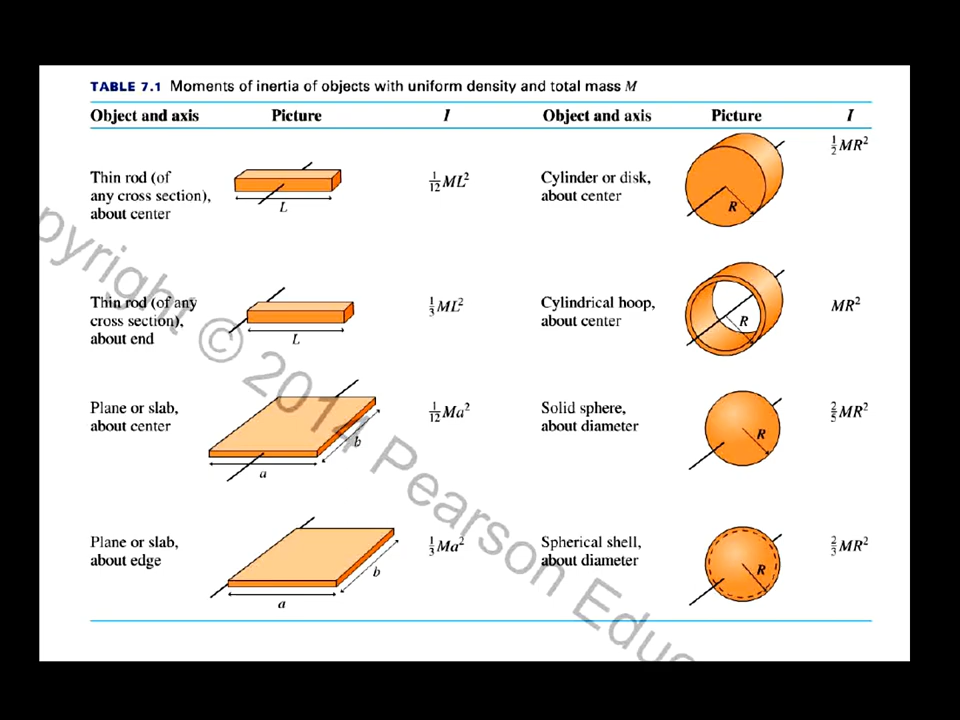 TABLE 7.1 Moments of inertia of objects with uniform density and total mass M
Object and axis Picture I Object and axis Picture I
Thin rod (of
any cross section),
about center
L
1/12 ML²
Cylinder or disk,
about center
R
1/2 MR²
Thin rod (of any
cross section),
about end
L
1/3 ML²
Cylindrical hoop,
about center
R
MR²
Plane or slab,
about center
a
b
1/12 Ma²
Solid sphere,
about diameter
R
2/5 MR²
Plane or slab,
about edge
a
b
1/3 Ma²
Spherical shell,
about diameter
R
2/3 MR²
pyright © 2014 Pearson Educ